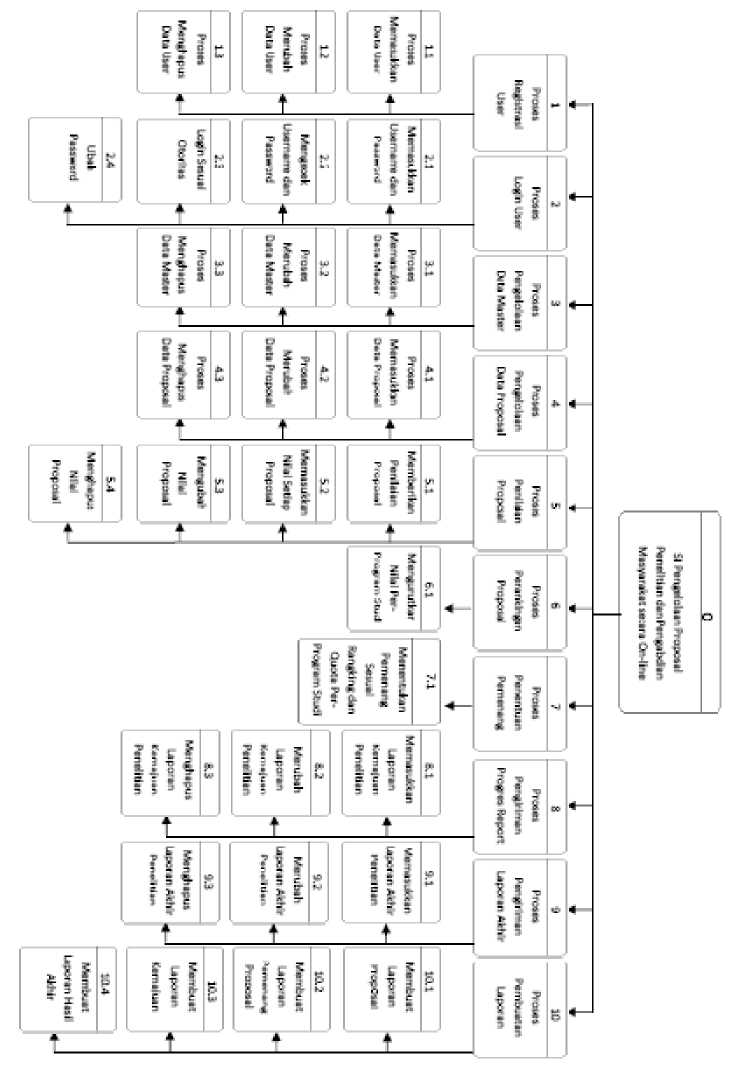 0
SI Pengelolaan Proposal
Penelitian dan Pengabdian
Masyarakat secara On-line
1
Proses
Registrasi
User
2
Proses
Login User
3
Proses
Pengelolaan
Data Master
4
Proses
Pengelolaan
Data Proposal
5
Proses
Penilaian
Proposal
6
Proses
Perankingan
Proposal
7
Proses
Penentuan
Pemenang
8
Proses
Pengiriman
Progres Report
9
Proses
Pengiriman
Laporan Akhir
10
Proses
Pembuatan
Laporan
1.1
Proses
Memasukkan
Data User
1.2
Proses
Merubah
Data User
1.3
Proses
Menghapus
Data User
2.1
Memasukkan
Username dan
Password
2.2
Mengecek
Username dan
Password
2.3
Login Sesuai
Otoritas
2.4
Ubah
Password
3.1
Proses
Memasukkan
Data Master
3.2
Proses
Merubah
Data Master
3.3
Proses
Menghapus
Data Master
4.1
Proses
Memasukkan
Data Proposal
4.2
Proses
Merubah
Data Proposal
4.3
Proses
Menghapus
Data Proposal
5.1
Memberikan
Penilaian
Proposal
5.2
Memasukkan
Nilai Setiap
Proposal
5.3
Mengubah
Nilai
Proposal
5.4
Menghapus
Nilai
Proposal
6.1
Mengurutkan
Nilai Per-
Program Studi
7.1
Menentukan
Pemenang
Sesuai
Rangking dan
Quota Per-
Program Studi
8.1
Memasukkan
Laporan
Kemajuan
Penelitian
8.2
Merubah
Laporan
Kemajuan
Penelitian
8.3
Menghapus
Laporan
Kemajuan
Penelitian
9.1
Memasukkan
Laporan Akhir
Penelitian
9.2
Merubah
Laporan Akhir
Penelitian
9.3
Menghapus
Laporan Akhir
Penelitian
10.1
Membuat
Laporan
Proposal
10.2
Membuat
Laporan
Pemenang
Proposal
10.3
Membuat
Laporan
Kemajuan
10.4
Membuat
Laporan Hasil
Akhir